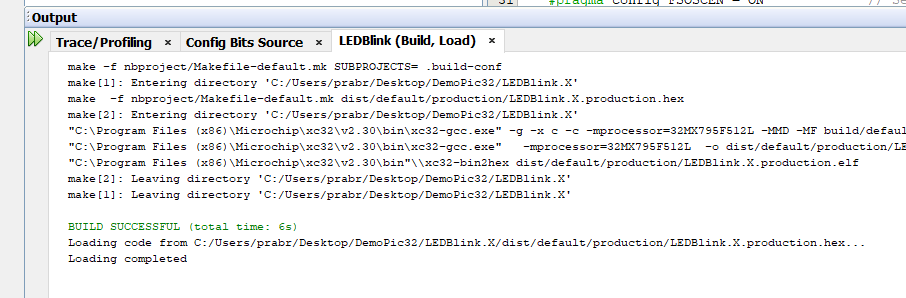 31 #pragma config FSOSCEN = ON // Se
Output
Trace/Profiling × Config Bits Source × LEDBlink (Build, Load) ×
make -f nbproject/Makefile-default.mk SUBPROJECTS= .build-conf
make[1]: Entering directory 'C:/Users/prabr/Desktop/DemoPic32/LEDBlink.X'
make  -f nbproject/Makefile-default.mk dist/default/production/LEDBlink.X.production.hex
make[2]: Entering directory 'C:/Users/prabr/Desktop/DemoPic32/LEDBlink.X'
"C:\Program Files (x86)\Microchip\xc32\v2.30\bin\xc32-gcc.exe" -g -x c -c -mprocessor=32MX795F512L -MMD -MF build/defaul
"C:\Program Files (x86)\Microchip\xc32\v2.30\bin\xc32-gcc.exe"   -mprocessor=32MX795F512L  -o dist/default/production/LE
"C:\Program Files (x86)\Microchip\xc32\v2.30\bin"\\xc32-bin2hex dist/default/production/LEDBlink.X.production.elf
make[2]: Leaving directory 'C:/Users/prabr/Desktop/DemoPic32/LEDBlink.X'
make[1]: Leaving directory 'C:/Users/prabr/Desktop/DemoPic32/LEDBlink.X'
BUILD SUCCESSFUL (total time: 6s)
Loading code from C:/Users/prabr/Desktop/DemoPic32/LEDBlink.X/dist/default/production/LEDBlink.X.production.hex...
Loading completed